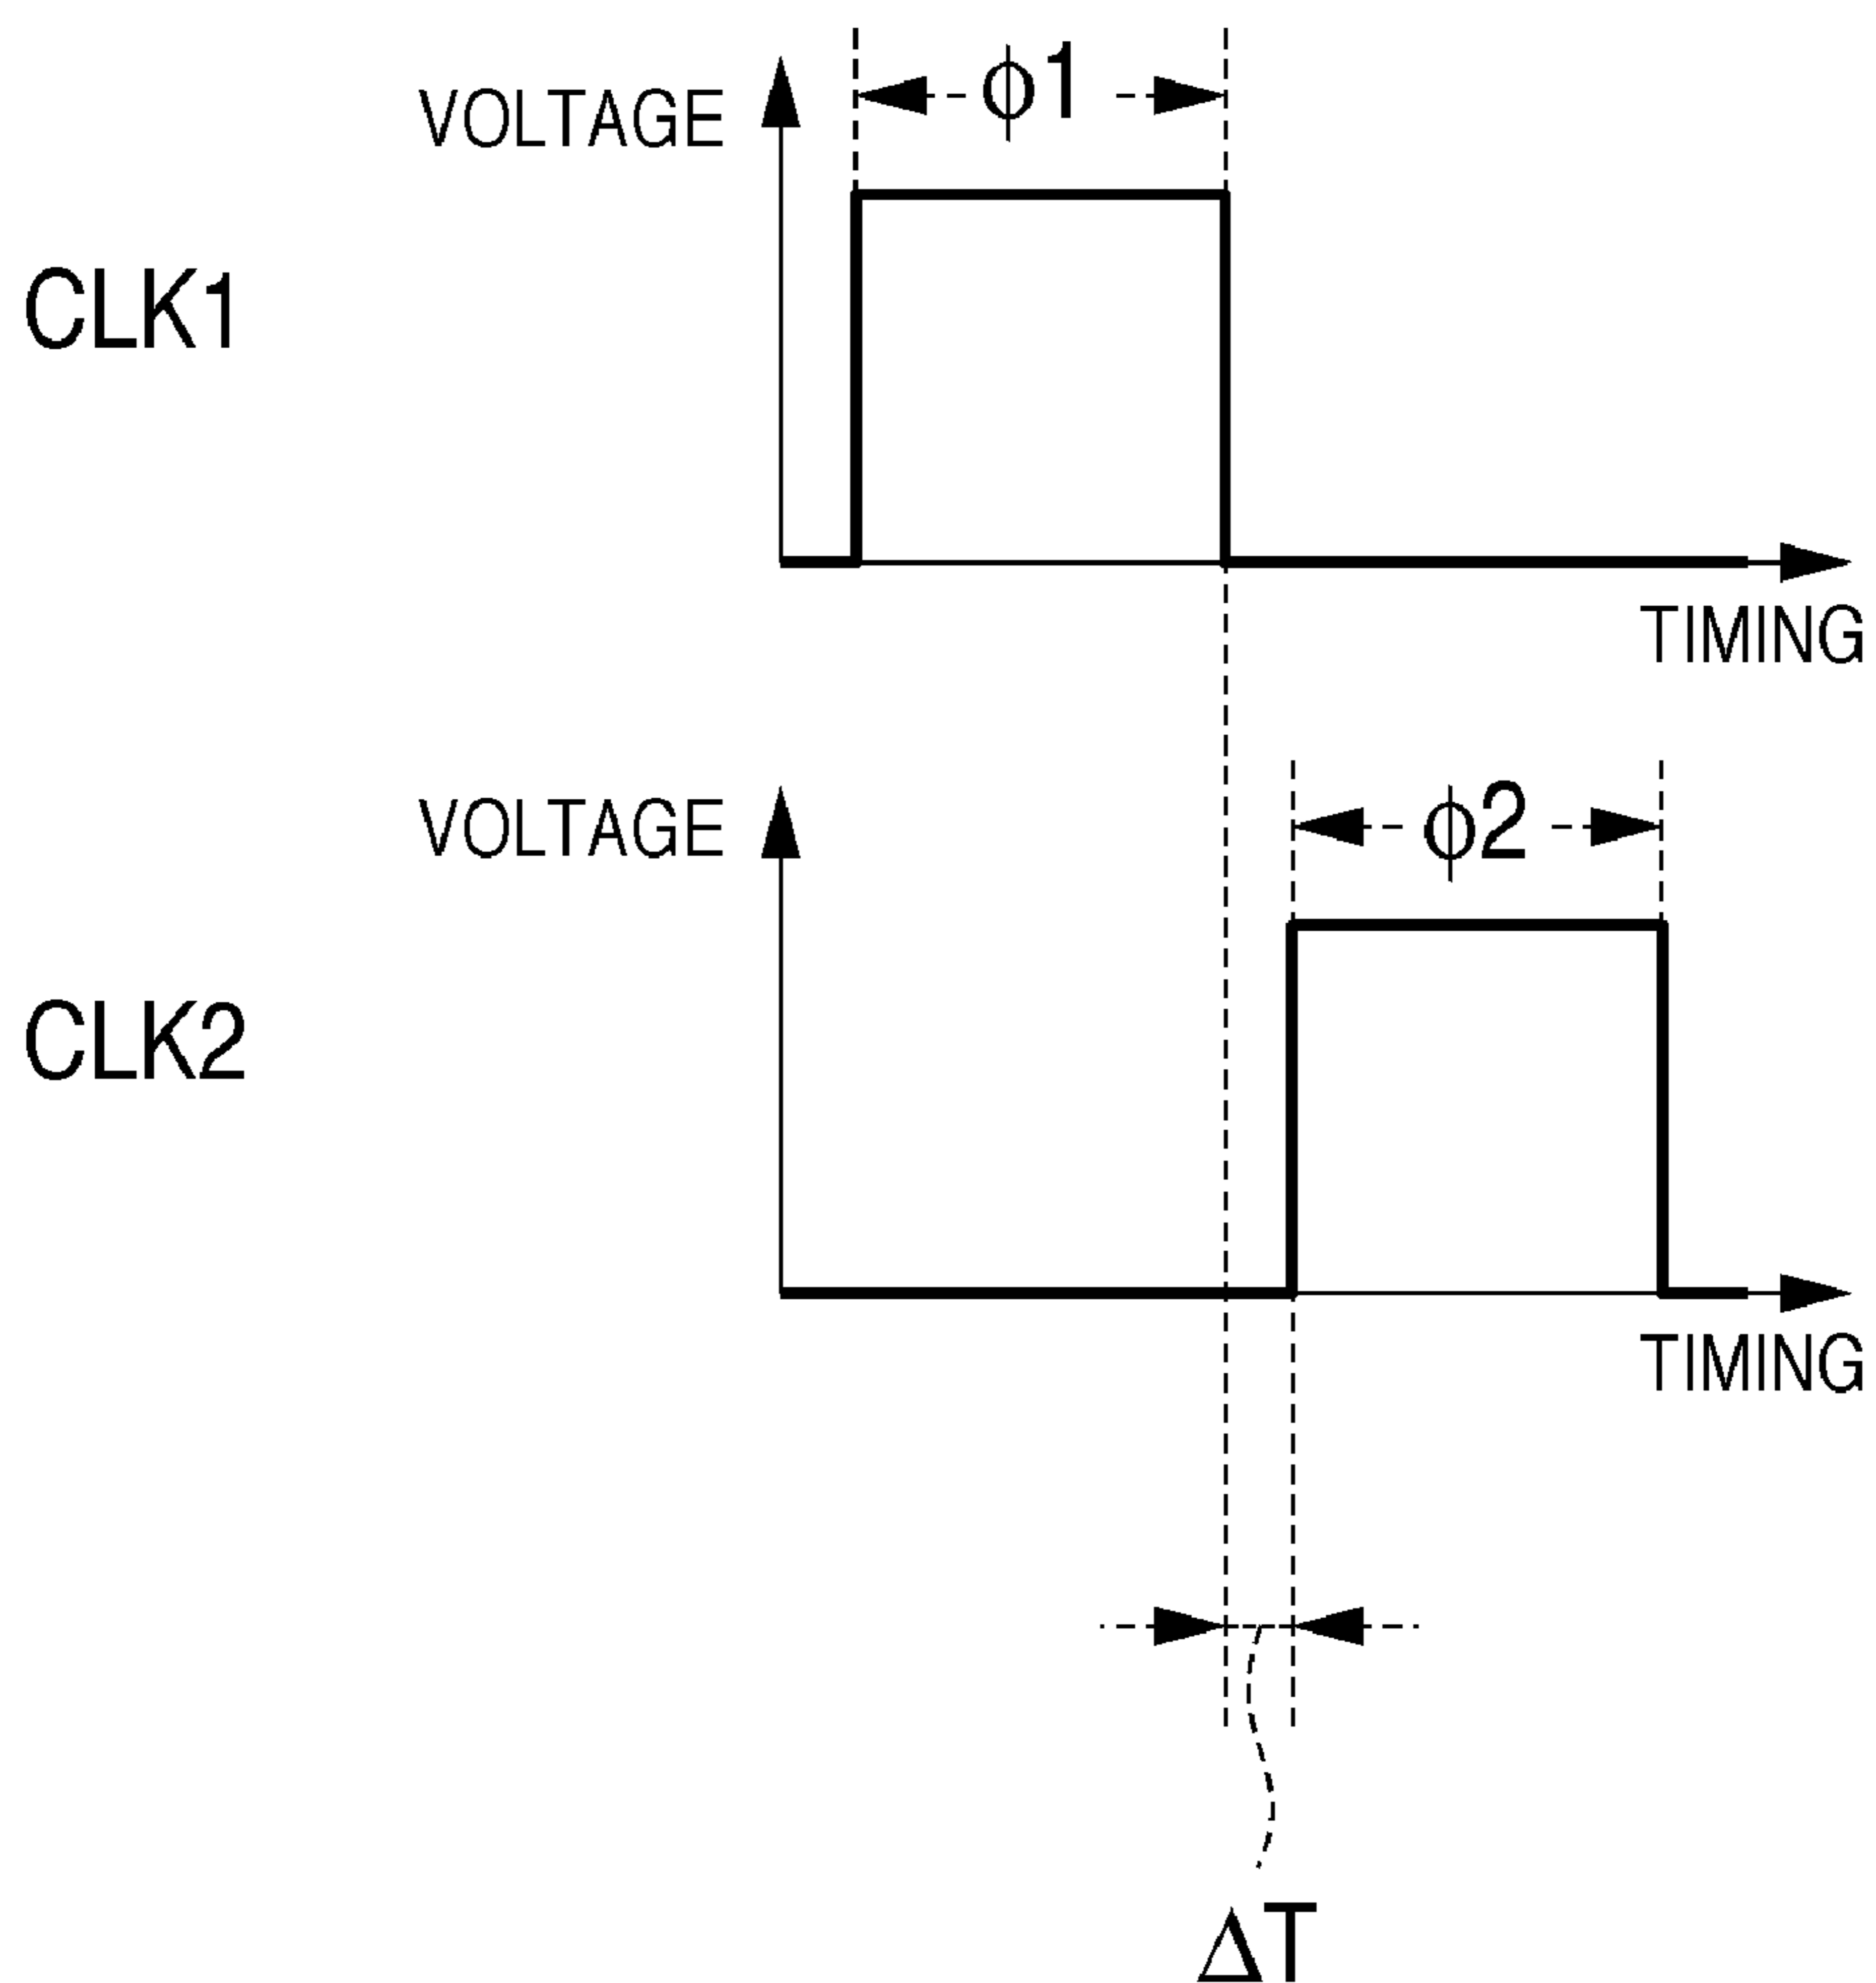 VOLTAGE
ϕ1
CLK1
TIMING
VOLTAGE
ϕ2
CLK2
TIMING
ΔT